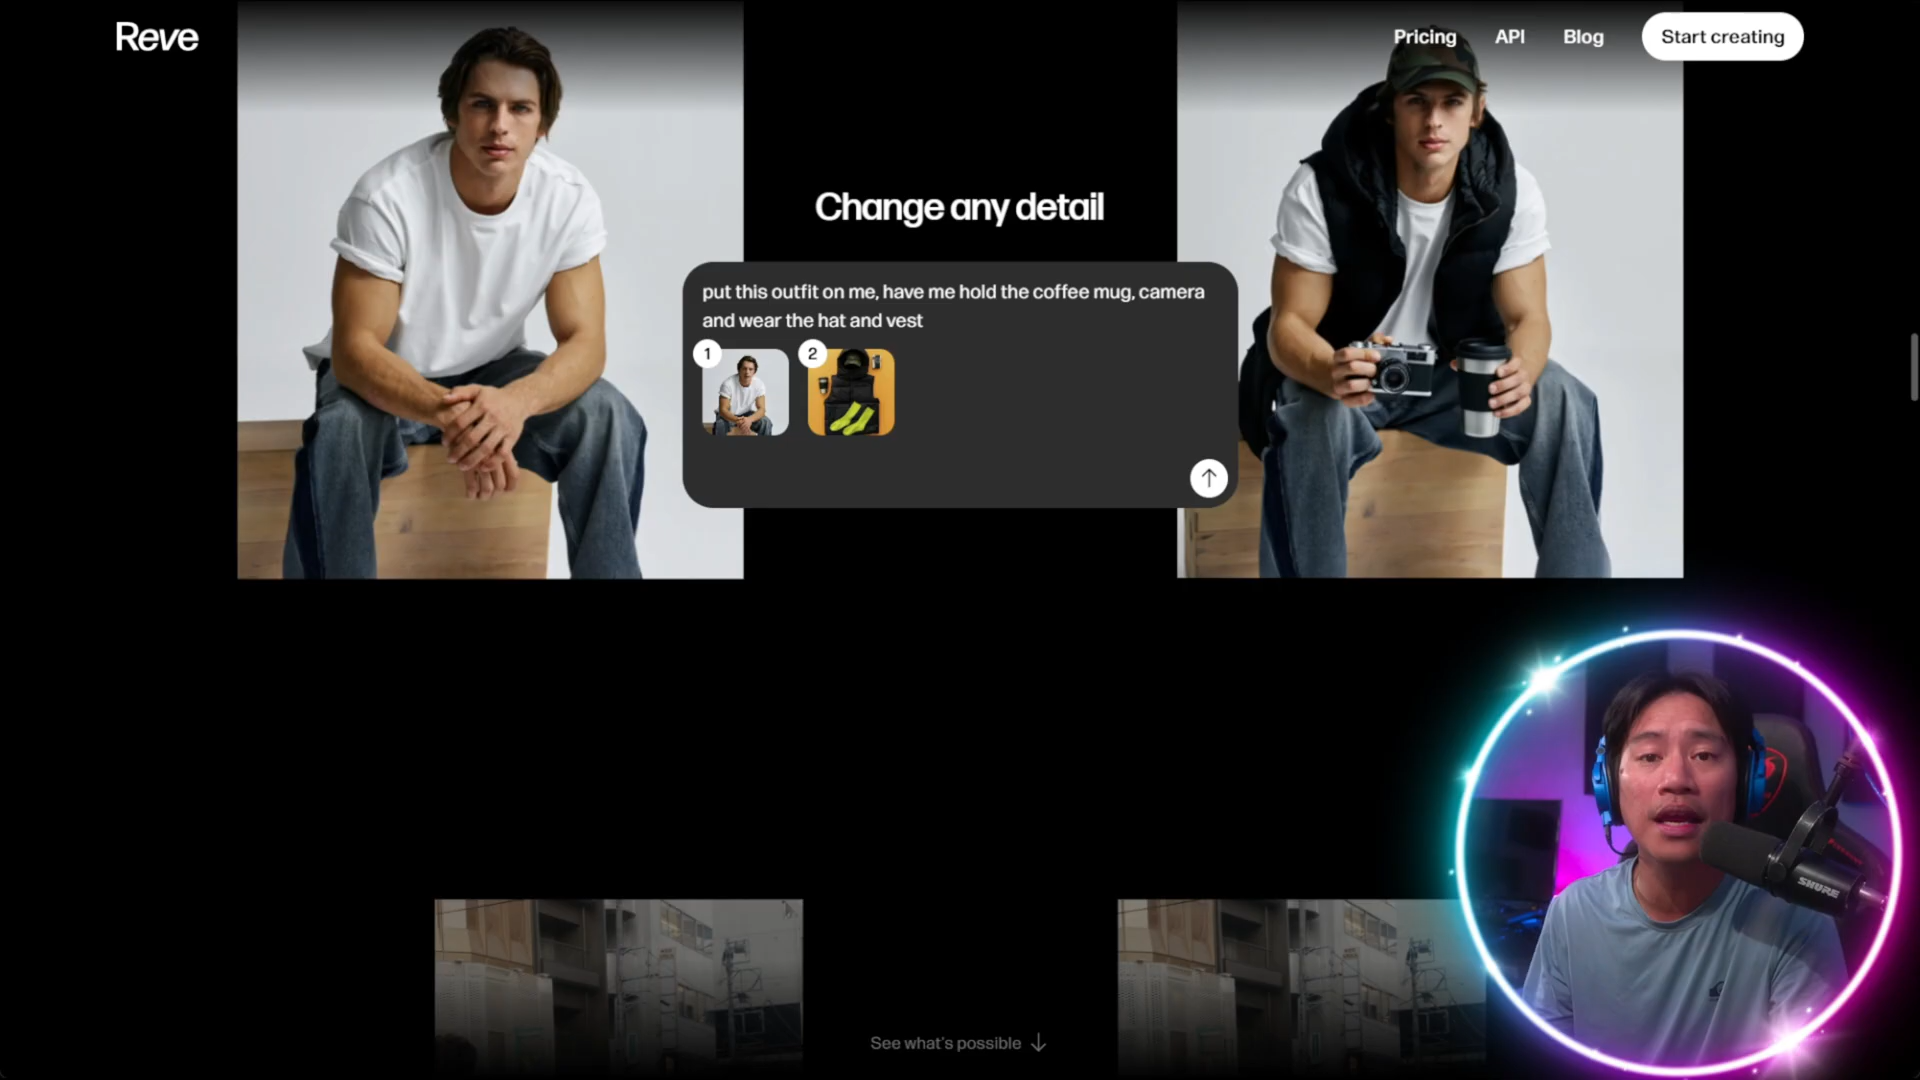 Reve
Pricing
API
Blog
Start creating
Change any detail
put this outfit on me, have me hold the coffee mug, camera
and wear the hat and vest
1
2
See what's possible
SHURE